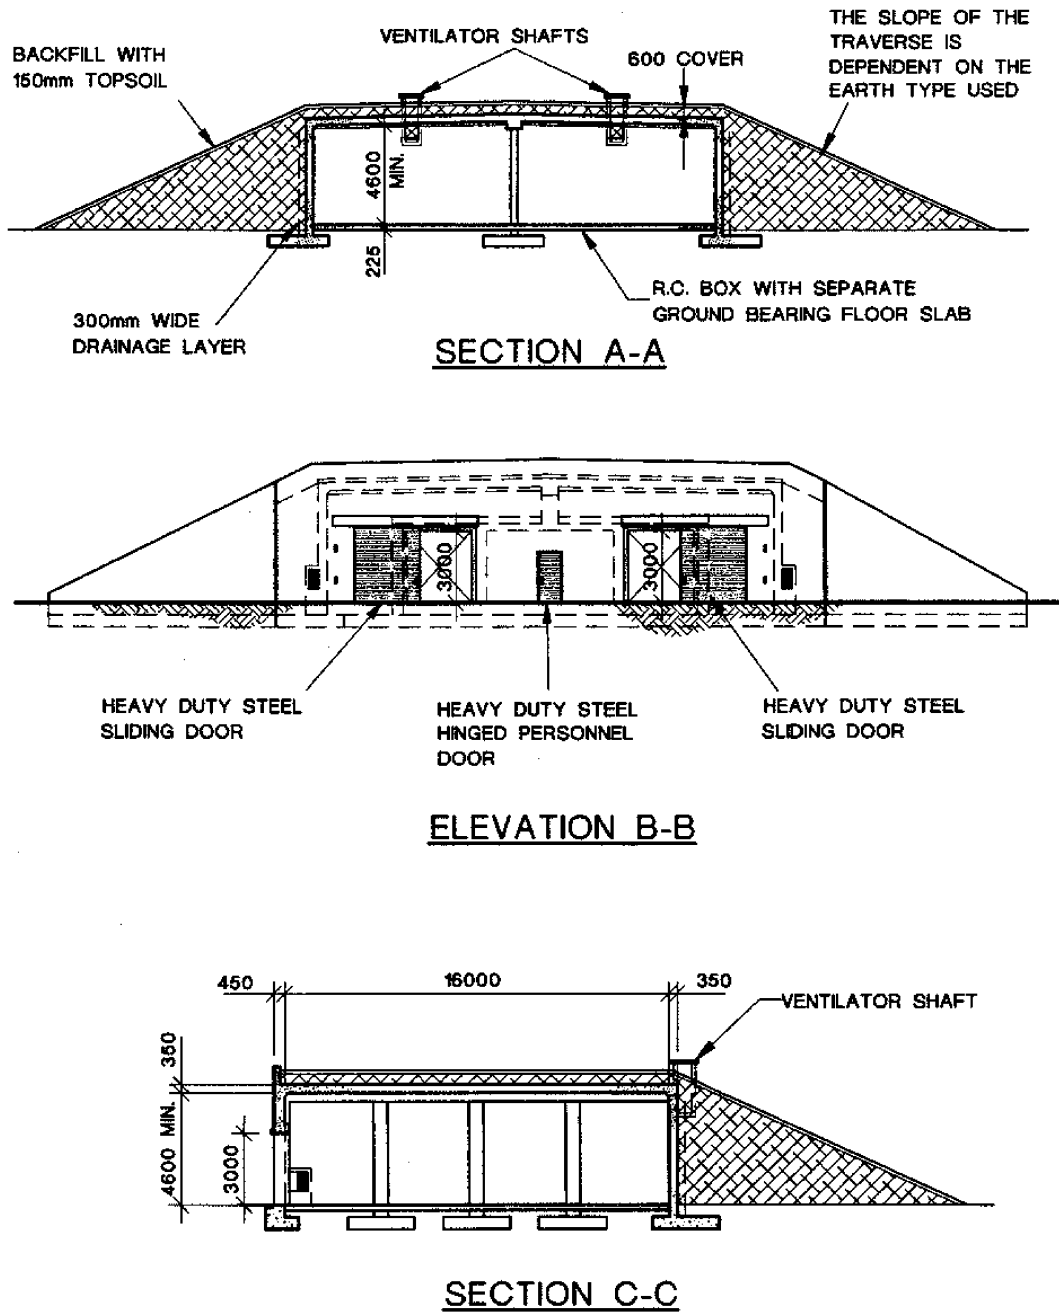 BACKFILL WITH
150mm TOPSOIL
VENTILATOR SHAFTS
600 COVER
THE SLOPE OF THE
TRAVERSE IS
DEPENDENT ON THE
EARTH TYPE USED
4600
MIN.
225
300mm WIDE
DRAINAGE LAYER
R.C. BOX WITH SEPARATE
GROUND BEARING FLOOR SLAB
SECTION A-A
3000
3000
HEAVY DUTY STEEL
SLIDING DOOR
HEAVY DUTY STEEL
HINGED PERSONNEL
DOOR
HEAVY DUTY STEEL
SLIDING DOOR
ELEVATION B-B
450
16000
350
VENTILATOR SHAFT
350
4600 MIN.
3000
SECTION C-C